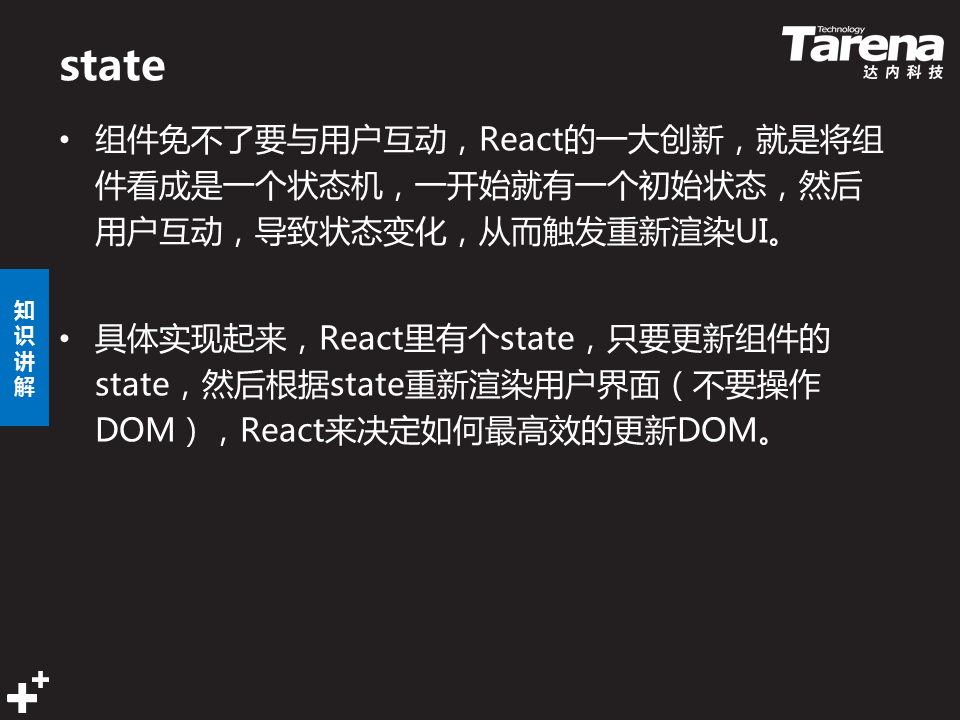 state
Technology
Tarena
达内科技
• 组件免不了要与用户互动，React的一大创新，就是将组
件看成是一个状态机，一开始就有一个初始状态，然后
用户互动，导致状态变化，从而触发重新渲染UI。
知识讲解
• 具体实现起来，React里有个state，只要更新组件的
state，然后根据state重新渲染用户界面（不要操作
DOM），React来决定如何最高效的更新DOM。